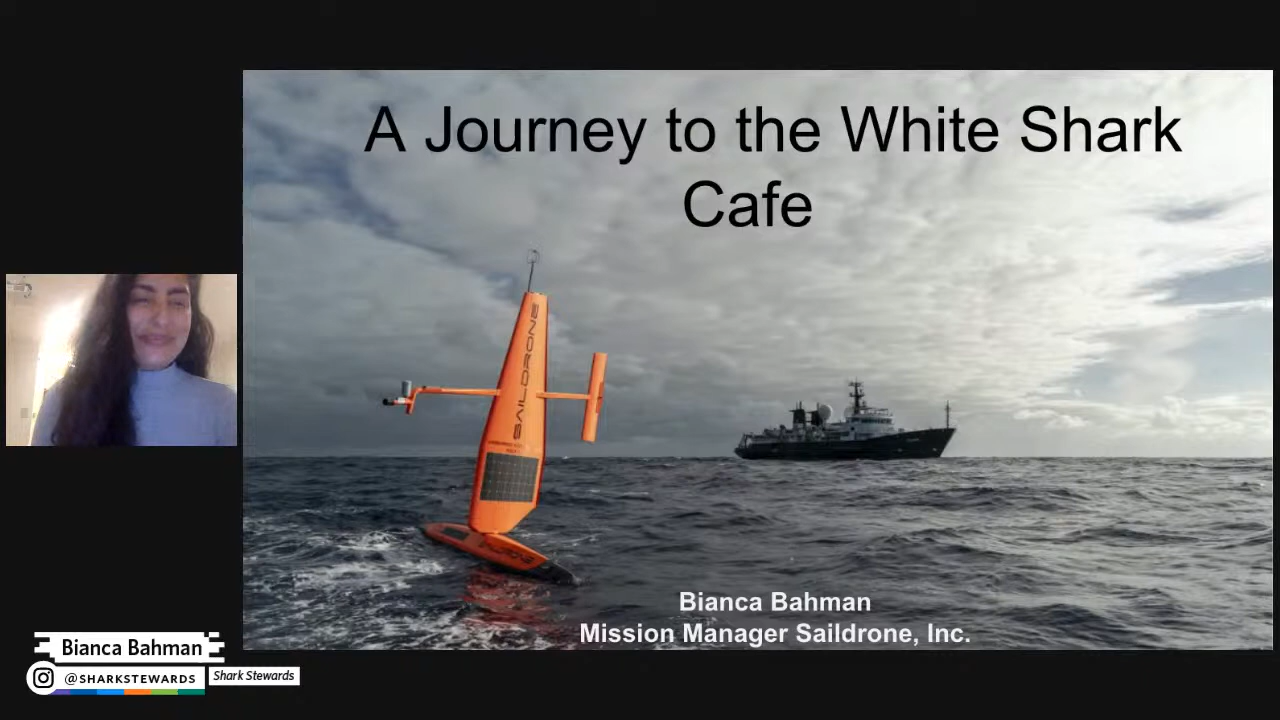 A Journey to the White Shark
Cafe
SAILDRONE
Bianca Bahman
Mission Manager Saildrone, Inc.
Bianca Bahman
@SHARKSTEWARDS
Shark Stewards